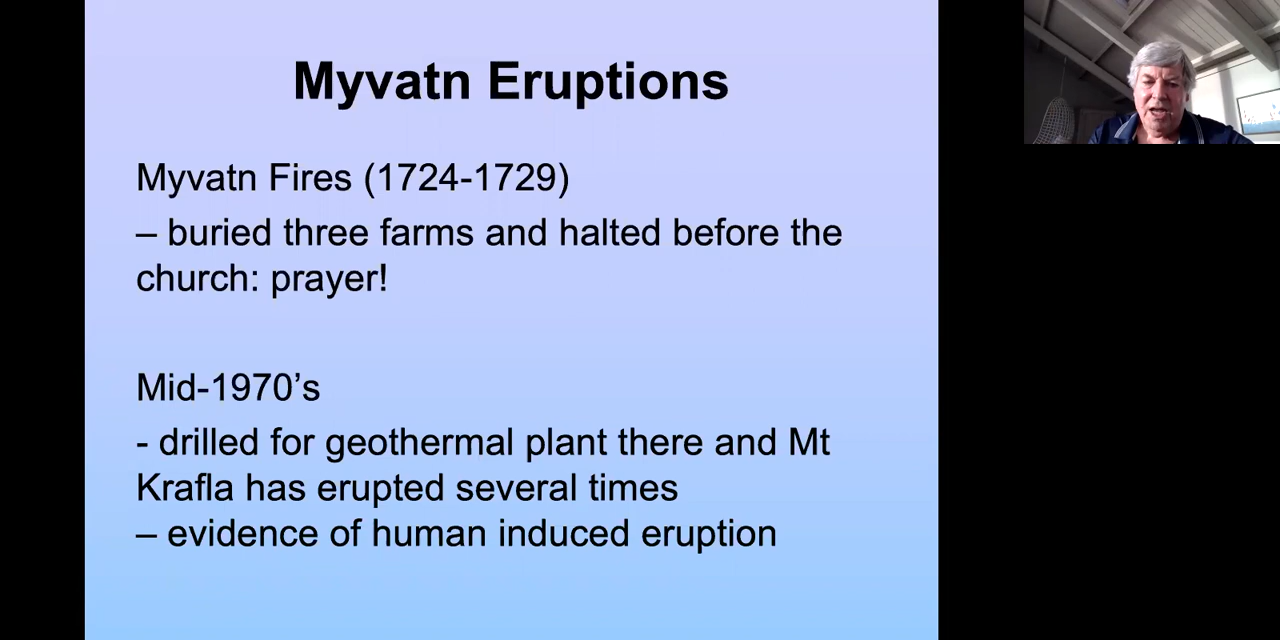 Myvatn Eruptions
Myvatn Fires (1724-1729)
– buried three farms and halted before the
church: prayer!
Mid-1970’s
- drilled for geothermal plant there and Mt
Krafla has erupted several times
– evidence of human induced eruption